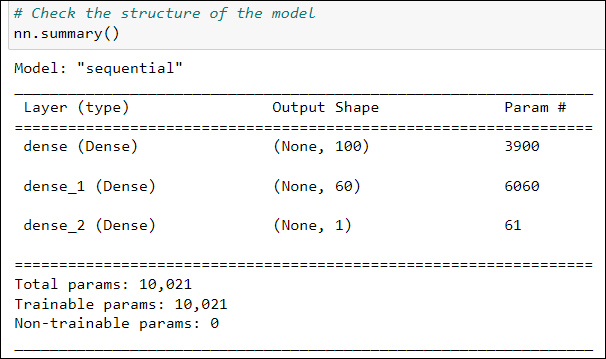 # Check the structure of the model
nn.summary()
Model: "sequential"
_________________________________________________________________
Layer (type) Output Shape Param #
=================================================================
dense (Dense) (None, 100) 3900
dense_1 (Dense) (None, 60) 6060
dense_2 (Dense) (None, 1) 61
=================================================================
Total params: 10,021
Trainable params: 10,021
Non-trainable params: 0
_________________________________________________________________